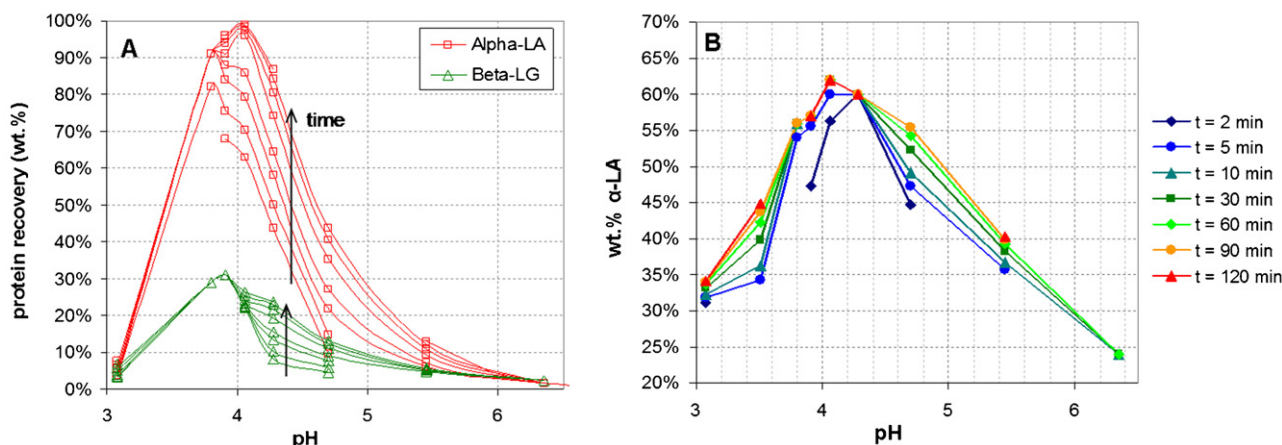 A
Alpha-LA
Beta-LG
time
protein recovery (wt.%)
100%
90%
80%
70%
60%
50%
40%
30%
20%
10%
0%
3 4 5 6
pH
B
wt.% α-LA
70%
65%
60%
55%
50%
45%
40%
35%
30%
25%
20%
3 4 5 6
pH
t = 2 min
t = 5 min
t = 10 min
t = 30 min
t = 60 min
t = 90 min
t = 120 min